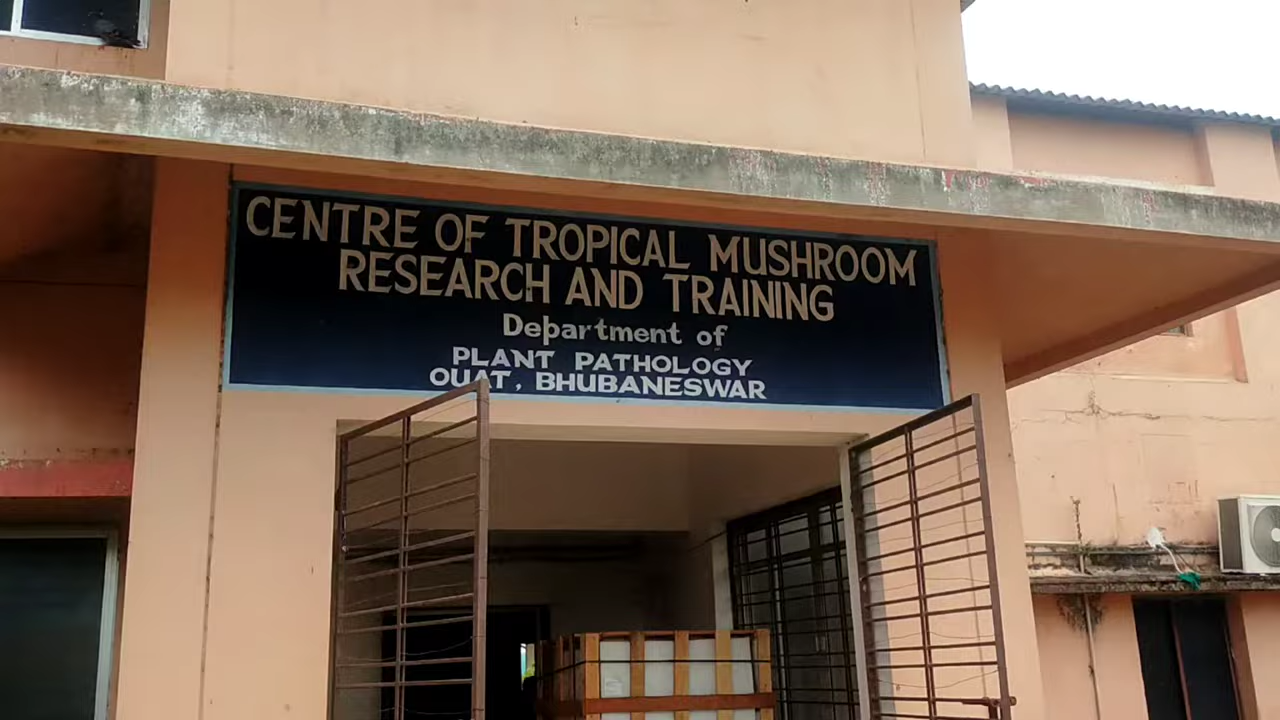 CENTRE OF TROPICAL MUSHROOM
RESEARCH AND TRAINING
Department of
PLANT PATHOLOGY
OUAT, BHUBANESWAR